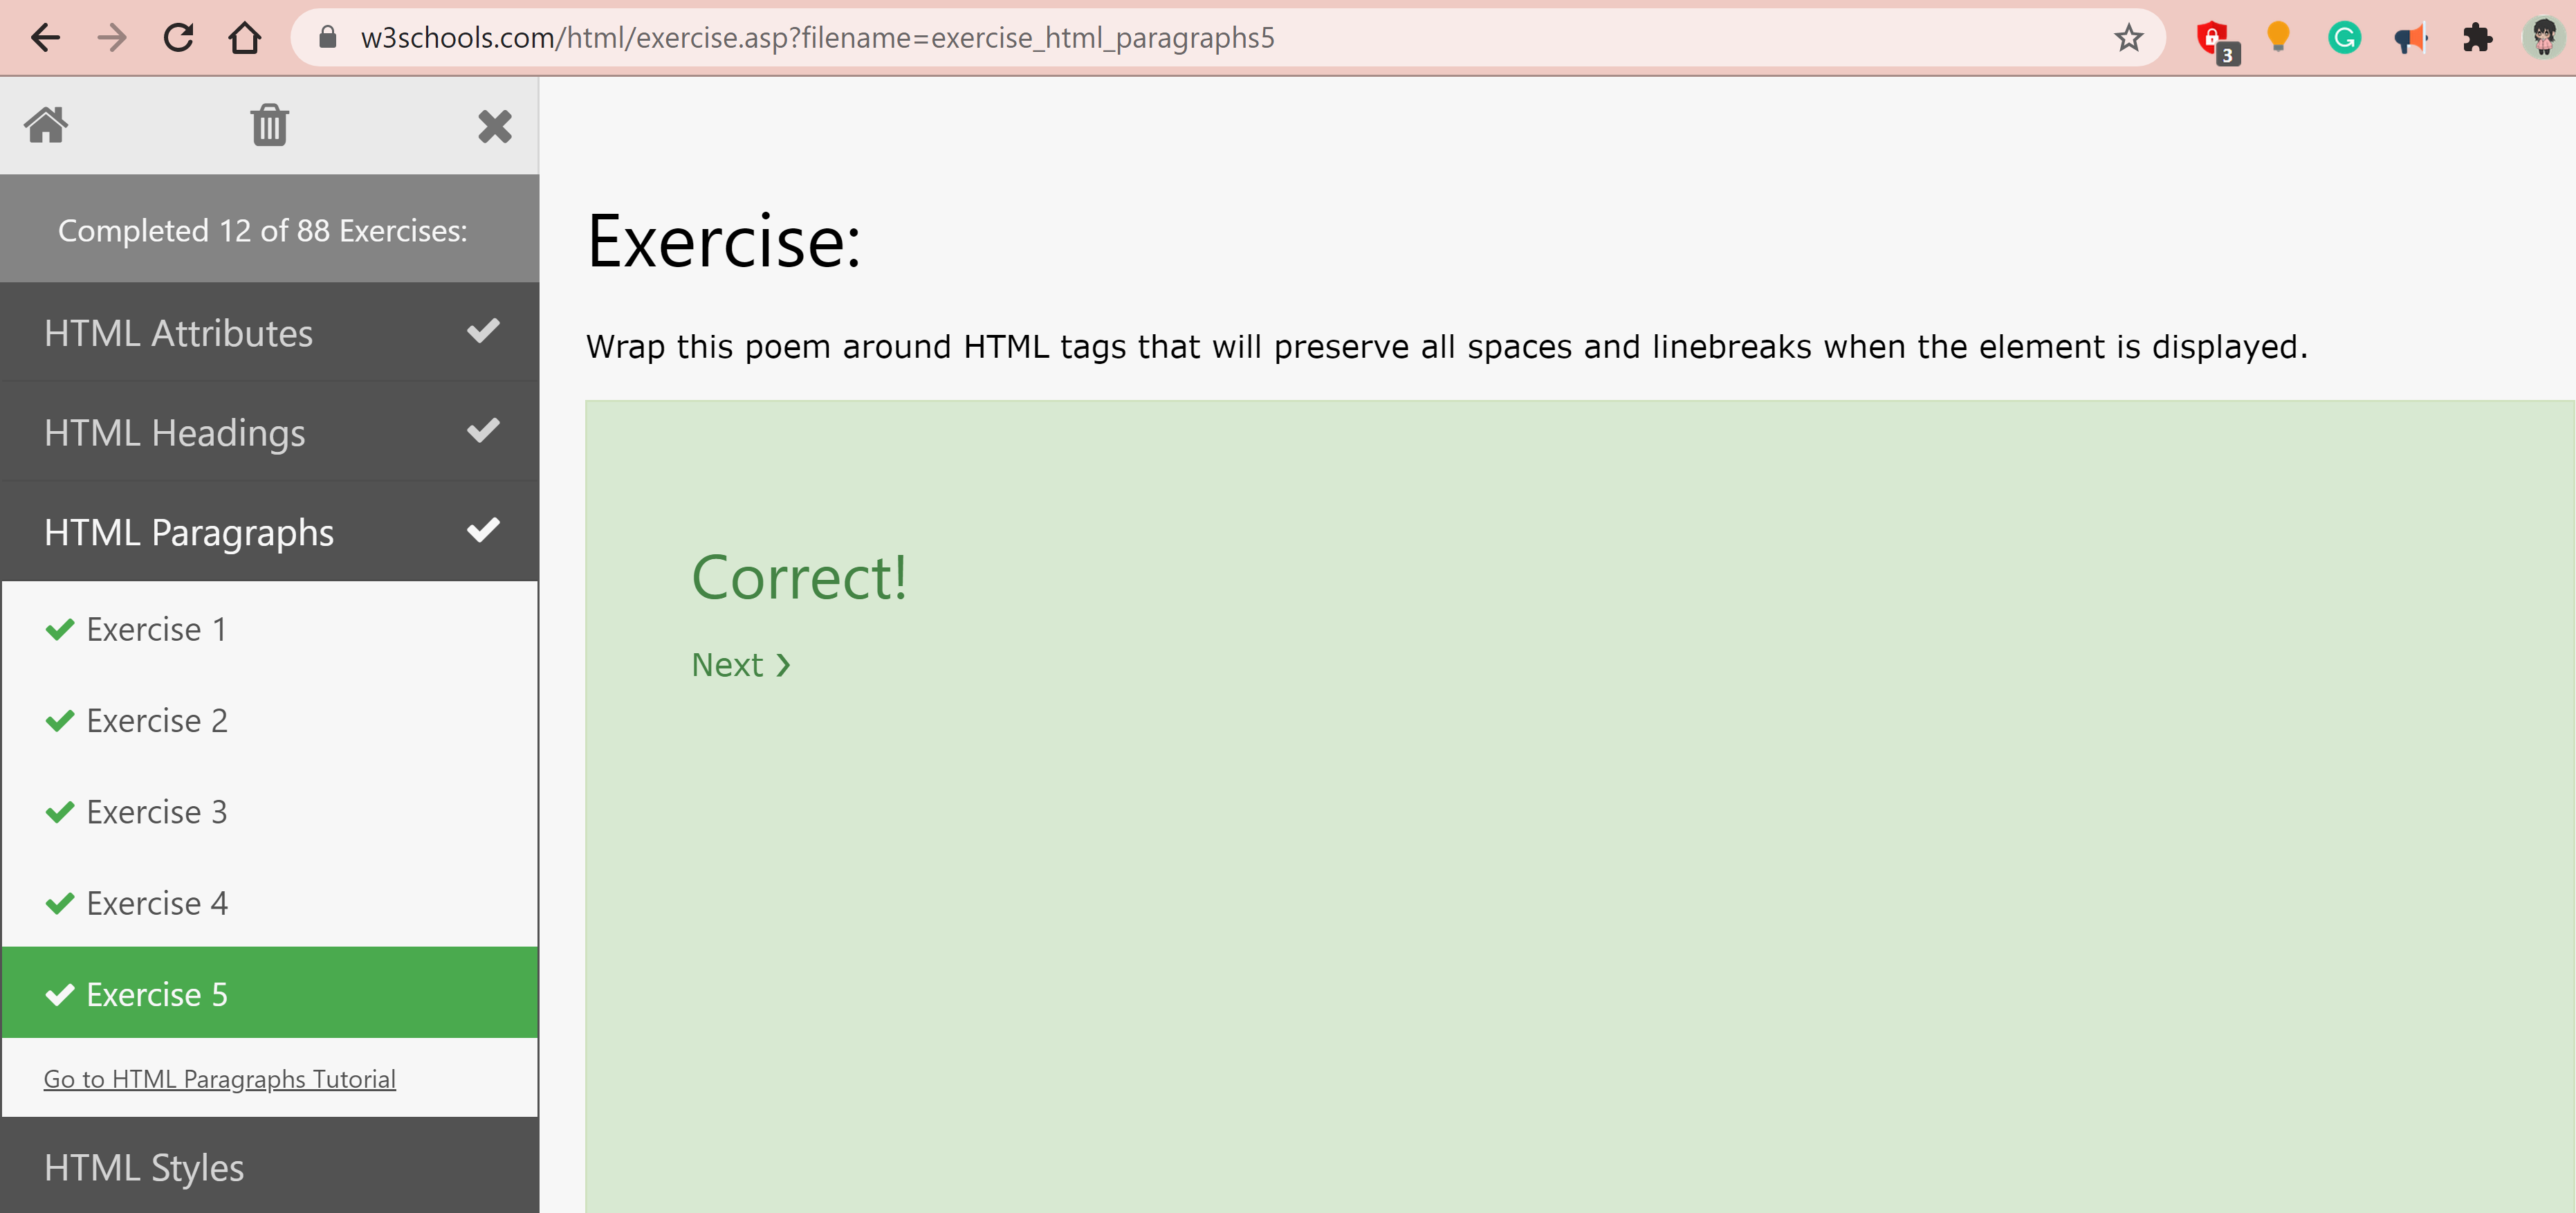 w3schools.com/html/exercise.asp?filename=exercise_html_paragraphs5
3
Completed 12 of 88 Exercises:
HTML Attributes
HTML Headings
HTML Paragraphs
Exercise 1
Exercise 2
Exercise 3
Exercise 4
Exercise 5
Go to HTML Paragraphs Tutorial
HTML Styles
Exercise:
Wrap this poem around HTML tags that will preserve all spaces and linebreaks when the element is displayed.
Correct!
Next ❯